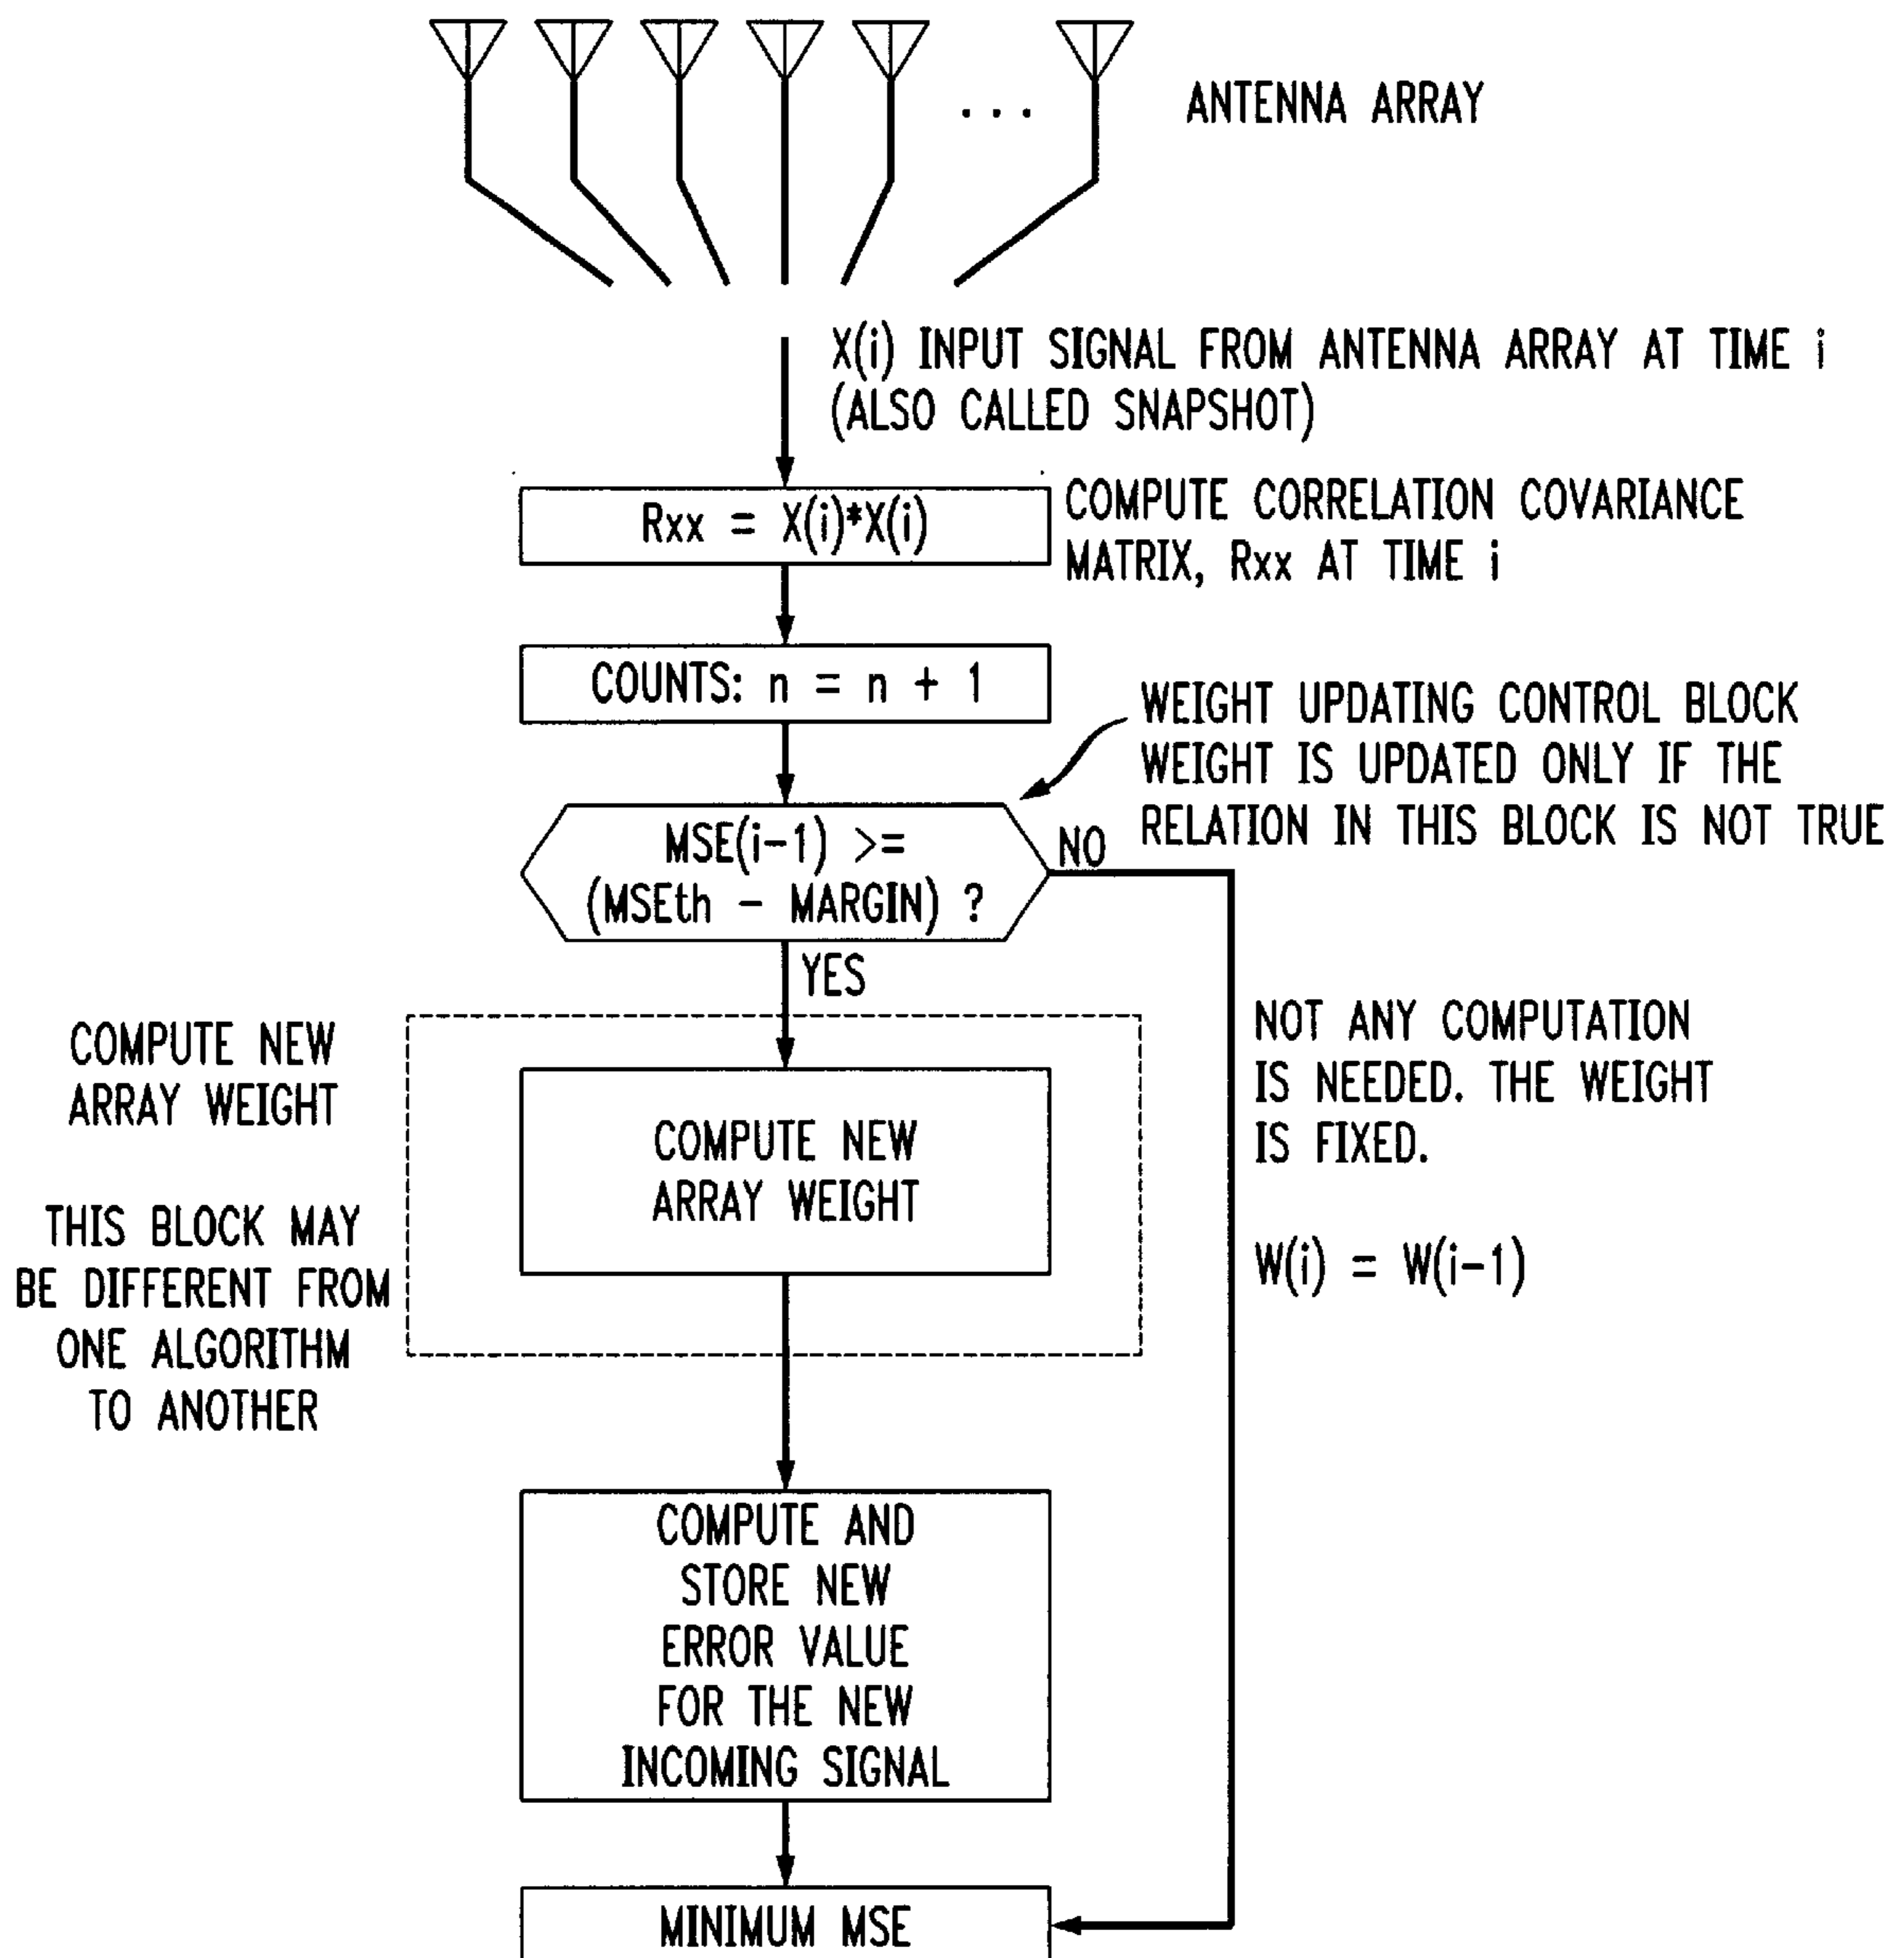 ANTENNA ARRAY
...
X(i) INPUT SIGNAL FROM ANTENNA ARRAY AT TIME i
(ALSO CALLED SNAPSHOT)
Rxx = X(i)*X(i)
COMPUTE CORRELATION COVARIANCE
MATRIX, Rxx AT TIME i
COUNTS: n = n + 1
WEIGHT UPDATING CONTROL BLOCK
WEIGHT IS UPDATED ONLY IF THE
RELATION IN THIS BLOCK IS NOT TRUE
MSE(i-1) >=
(MSEth - MARGIN) ?
NO
YES
COMPUTE NEW
ARRAY WEIGHT
THIS BLOCK MAY
BE DIFFERENT FROM
ONE ALGORITHM
TO ANOTHER
COMPUTE NEW
ARRAY WEIGHT
NOT ANY COMPUTATION
IS NEEDED. THE WEIGHT
IS FIXED.
W(i) = W(i-1)
COMPUTE AND
STORE NEW
ERROR VALUE
FOR THE NEW
INCOMING SIGNAL
MINIMUM MSE